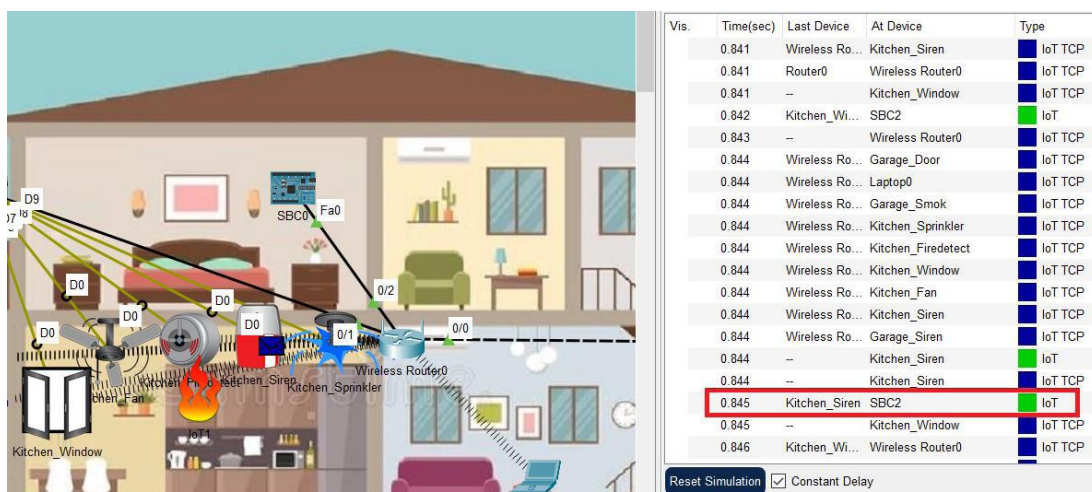 Vis. Time(sec) Last Device At Device Type
0.841 Wireless Ro... Kitchen_Siren IoT TCP
0.841 Router0 Wireless Router0 IoT TCP
0.841 -- Kitchen_Window IoT TCP
0.842 Kitchen_Wi... SBC2 IoT
0.843 -- Wireless Router0 IoT TCP
0.844 Wireless Ro... Garage_Door IoT TCP
0.844 Wireless Ro... Laptop0 IoT TCP
0.844 Wireless Ro... Garage_Smok IoT TCP
0.844 Wireless Ro... Kitchen_Sprinkler IoT TCP
0.844 Wireless Ro... Kitchen_Firedetect IoT TCP
0.844 Wireless Ro... Kitchen_Window IoT TCP
0.844 Wireless Ro... Kitchen_Fan IoT TCP
0.844 Wireless Ro... Kitchen_Siren IoT TCP
0.844 Wireless Ro... Garage_Siren IoT TCP
0.844 -- Kitchen_Siren IoT
0.844 -- Kitchen_Siren IoT TCP
0.845 Kitchen_Siren SBC2 IoT
0.845 -- Kitchen_Window IoT TCP
0.846 Kitchen_Wi... Wireless Router0 IoT TCP
Reset Simulation Constant Delay
D9
SBC0 Fa0
D0
0/2
D0
D0 D0 D0 0/1 0/0
Wireless Router0
Kitchen_Siren Kitchen_Sprinkler
IoT1
Kitchen_Window